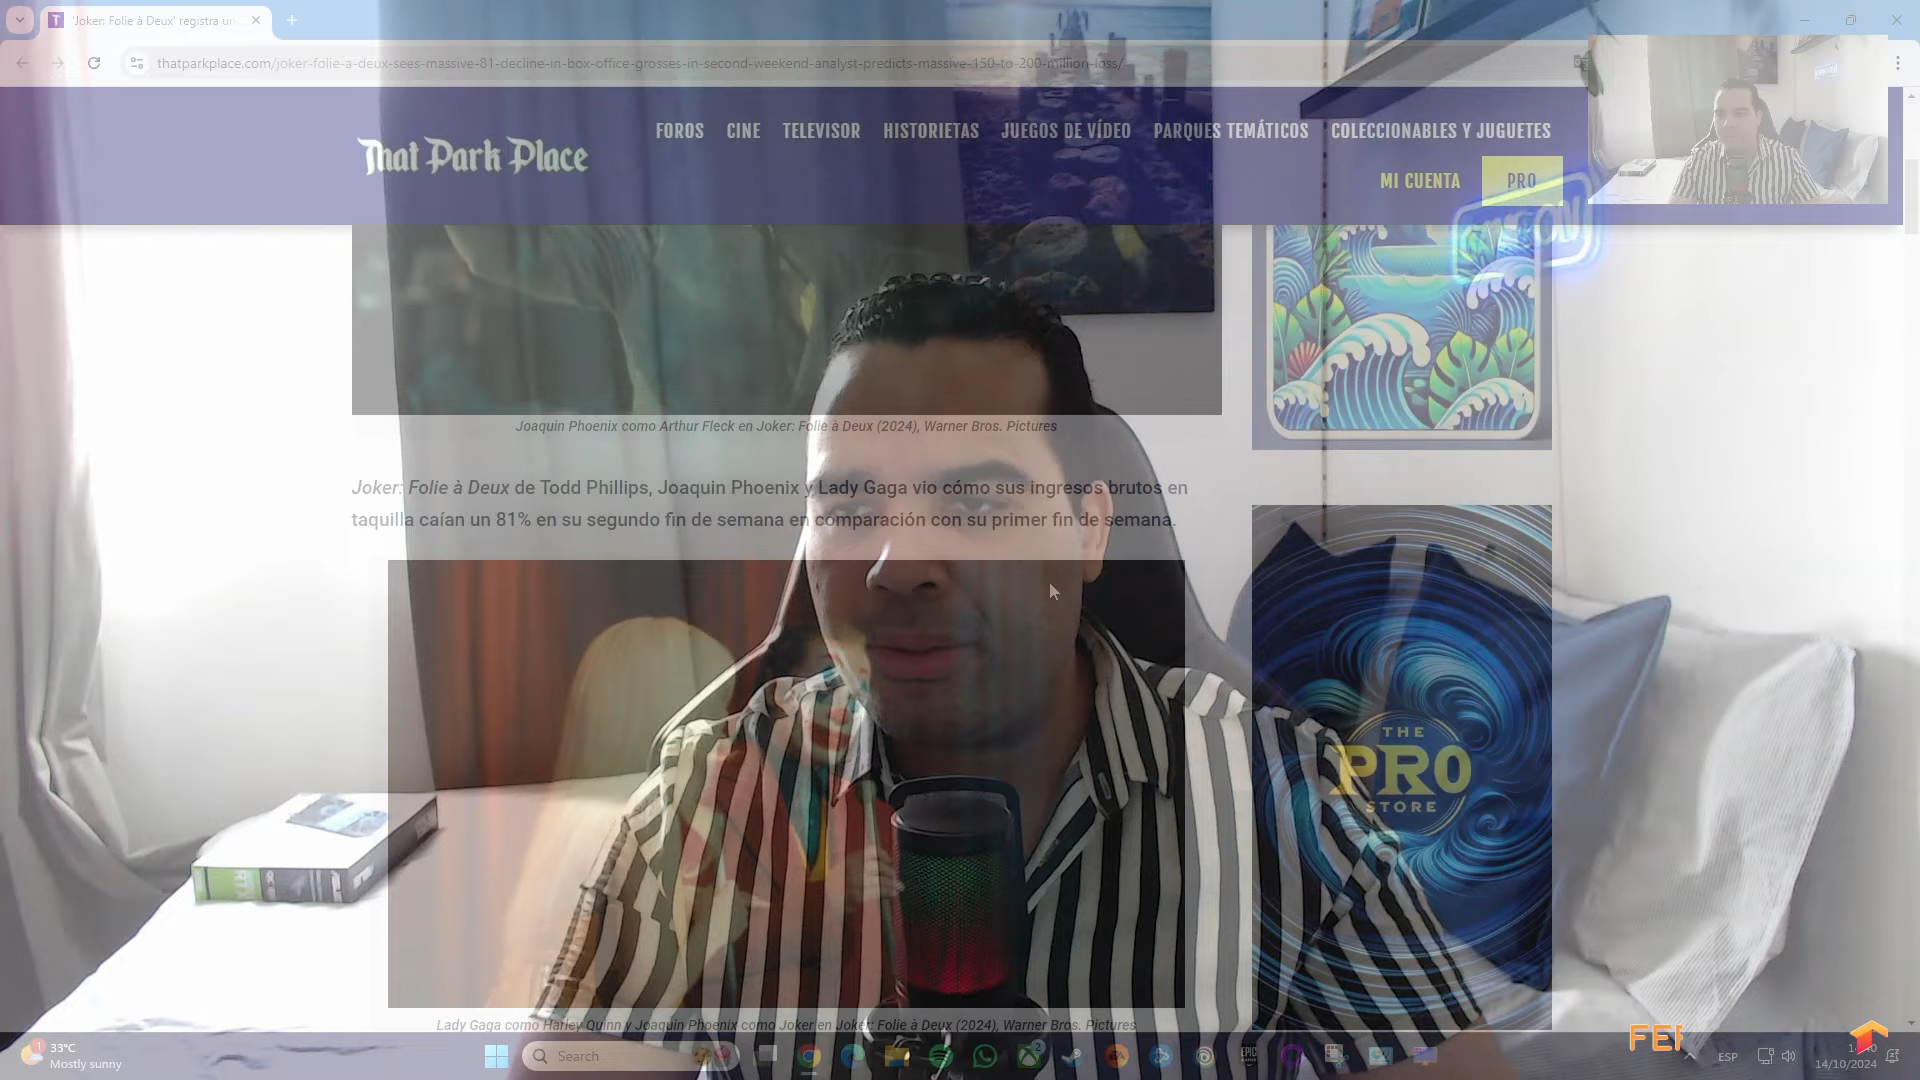 'Joker: Folie à Deux' registra un
thatparkplace.com/joker-folie-a-deux-sees-massive-81-decline-in-box-office-grosses-in-second-weekend-analyst-predicts-massive-150-to-200-million-loss/
FOROS CINE TELEVISOR HISTORIETAS JUEGOS DE VÍDEO PARQUES TEMÁTICOS COLECCIONABLES Y JUGUETES
That Park Place
MI CUENTA PRO
Joaquin Phoenix como Arthur Fleck en Joker: Folie à Deux (2024), Warner Bros. Pictures
Joker: Folie à Deux de Todd Phillips, Joaquin Phoenix y Lady Gaga vio cómo sus ingresos brutos en
taquilla caían un 81% en su segundo fin de semana en comparación con su primer fin de semana.
THE
PRO
STORE
RTX
Lady Gaga como Harley Quinn y Joaquin Phoenix como Joker en Joker: Folie à Deux (2024), Warner Bros. Pictures
1
33°C
Mostly sunny
Search
2
EPIC
FEI
ESP
14/10/2024